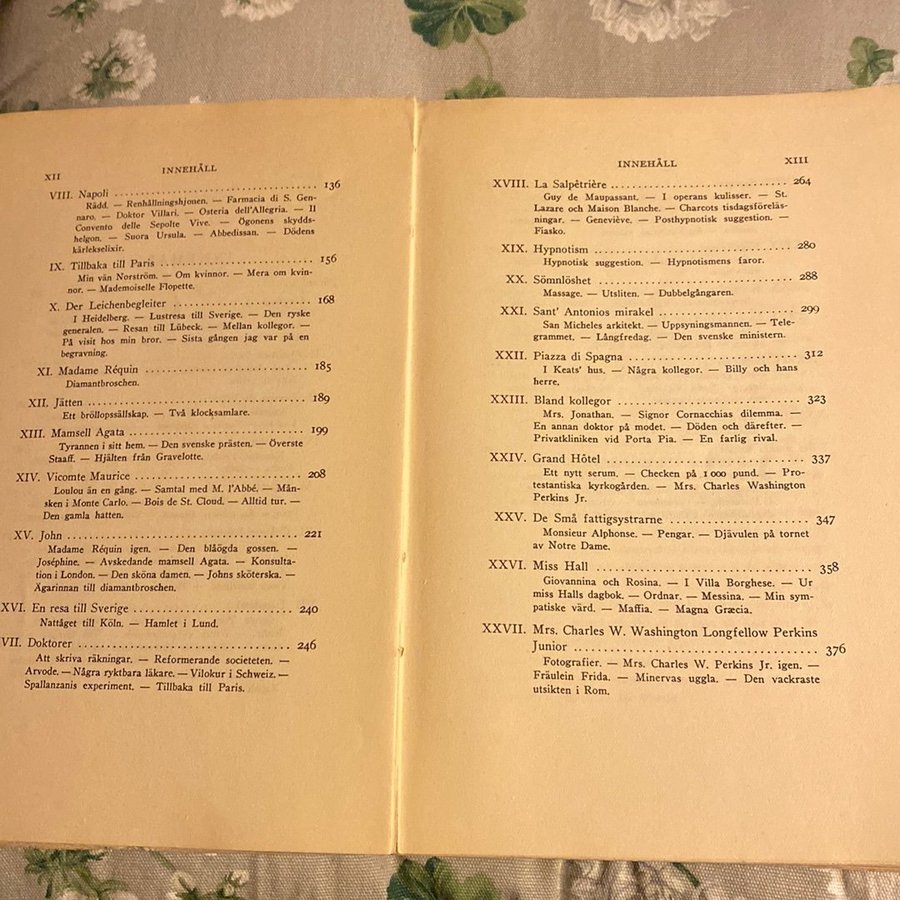 XII
INNEHÅLL
VIII. Napoli .......... 136
Rädd. — Renhållningshjonen. — Farmacia di S. Gen-
naro. — Doktor Villari. — Osteria dell'Allegria. — Il
Convento delle Sepolte Vive. — Ögonens skydds-
helgon. — Suora Ursula. — Abbedissan. — Dödens
kärlekselixir.
IX. Tillbaka till Paris .......... 156
Min vän Norström. — Om kvinnor. — Mera om kvin-
nor. — Mademoiselle Flopette.
X. Der Leichenbegleiter .......... 168
I Heidelberg. — Lustresa till Sverige. — Den ryske
generalen. — Resan till Lübeck. — Mellan kollegor. —
På visit hos min bror. — Sista gången jag var på en
begravning.
XI. Madame Réquin .......... 185
Diamantbroschen.
XII. Jätten .......... 189
Ett bröllopssällskap. — Två klocksamlare.
XIII. Mamsell Agata .......... 199
Tyrannen i sitt hem. — Den svenske prästen. — Överste
Staaff. — Hjälten från Gravelotte.
XIV. Vicomte Maurice .......... 208
Loulou än en gång. — Samtal med M. l'Abbé. — Mån-
sken i Monte Carlo. — Bois de St. Cloud. — Alltid tur. —
Den gamla hatten.
XV. John .......... 221
Madame Réquin igen. — Den blåögda gossen. —
Joséphine. — Avskedande mamsell Agata. — Konsulta-
tion i London. — Den sköna damen. — Johns sköterska. —
Ägarinnan till diamantbroschen.
XVI. En resa till Sverige .......... 240
Nattåget till Köln. — Hamlet i Lund.
VII. Doktorer .......... 246
Att skriva räkningar. — Reformerande societeten. —
Arvode. — Några ryktbara läkare. — Vilokur i Schweiz. —
Spallanzanis experiment. — Tillbaka till Paris.
INNEHÅLL
XIII
XVIII. La Salpêtrière .......... 264
Guy de Maupassant. — I operans kulisser. — St.
Lazare och Maison Blanche. — Charcots tisdagsföreläs-
ningar. — Geneviève. — Posthypnotisk suggestion. —
Fiasko.
XIX. Hypnotism .......... 280
Hypnotisk suggestion. — Hypnotismens faror.
XX. Sömnlöshet .......... 288
Massage. — Utsliten. — Dubbelgångaren.
XXI. Sant' Antonios mirakel .......... 299
San Micheles arkitekt. — Uppsyningsmannen. — Tele-
grammet. — Långfredag. — Den svenske ministern.
XXII. Piazza di Spagna .......... 312
I Keats' hus. — Några kollegor. — Billy och hans
herre.
XXIII. Bland kollegor .......... 323
Mrs. Jonathan. — Signor Cornacchias dilemma. —
En annan doktor på modet. — Döden och därefter. —
Privatkliniken vid Porta Pia. — En farlig rival.
XXIV. Grand Hôtel .......... 337
Ett nytt serum. — Checken på 1 000 pund. — Pro-
testantiska kyrkogården. — Mrs. Charles Washington
Perkins Jr.
XXV. De Små fattigsystrarne .......... 347
Monsieur Alphonse. — Pengar. — Djävulen på tornet
av Notre Dame.
XXVI. Miss Hall .......... 358
Giovannina och Rosina. — I Villa Borghese. — Ur
miss Halls dagbok. — Ordnar. — Messina. — Min sym-
patiske värd. — Maffia. — Magna Græcia.
XXVII. Mrs. Charles W. Washington Longfellow Perkins
Junior .......... 376
Fotografier. — Mrs. Charles W. Perkins Jr. igen. —
Fräulein Frida. — Minervas uggla. — Den vackraste
utsikten i Rom.